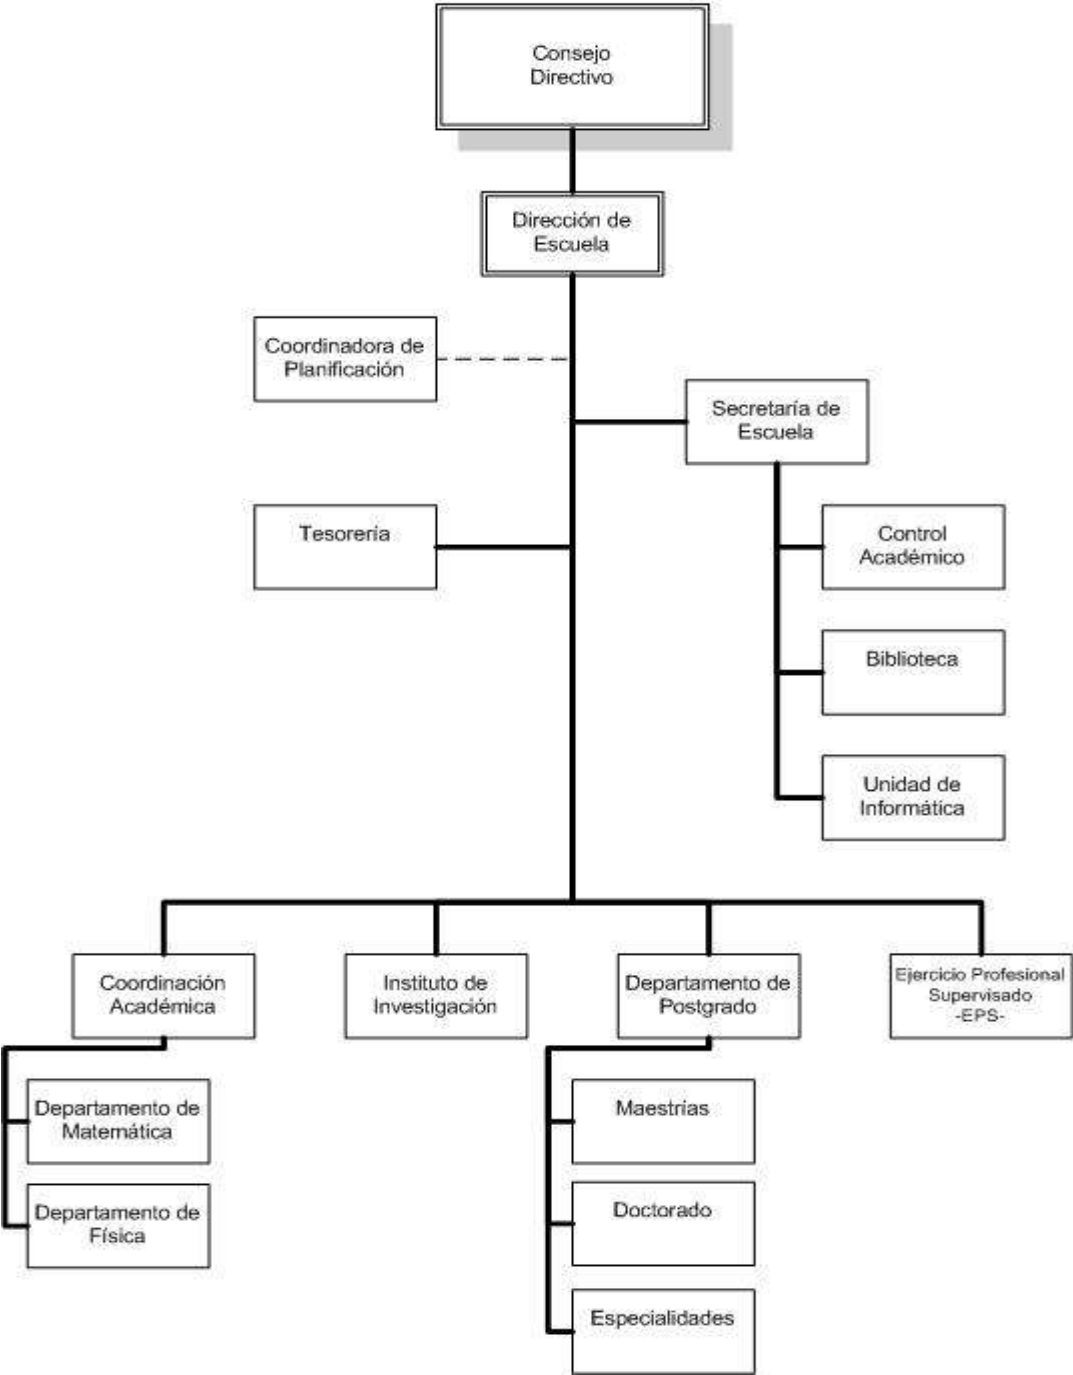 Consejo
Directivo
Dirección de
Escuela
Coordinadora de
Planificación
Secretaría de
Escuela
Tesorería
Control
Académico
Biblioteca
Unidad de
Informática
Coordinación
Académica
Instituto de
Investigación
Departamento de
Postgrado
Ejercicio Profesional
Supervisado
-EPS-
Departamento de
Matemática
Departamento de
Física
Maestrías
Doctorado
Especialidades